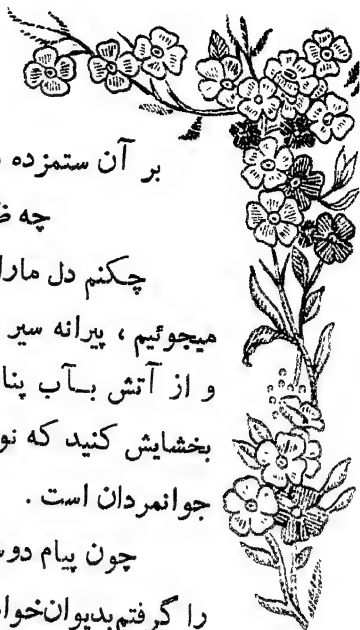 بر آن ستمزده
چه
چکنم دل مارا
میجوئیم ، پیرانه سیر
و از آتش بـآب پنا
بخشایش کنید که نو
جوانمردان است .
چون پیام دوس
را گرفتم بدیوان خوا